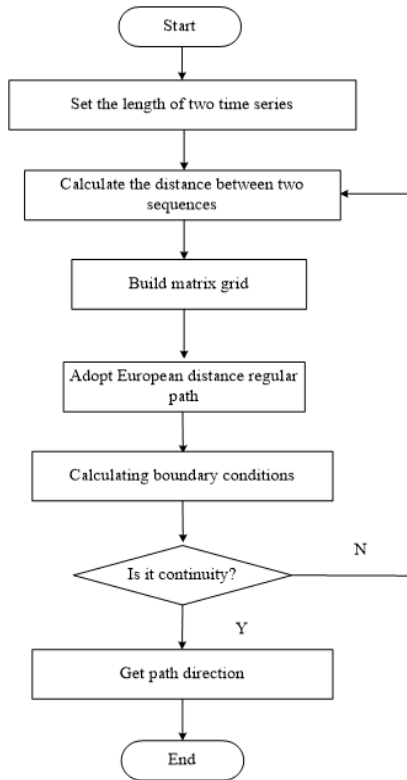 Start
Set the length of two time series
Calculate the distance between two
sequences
Build matrix grid
Adopt European distance regular
path
Calculating boundary conditions
N
Is it continuity?
Y
Get path direction
End